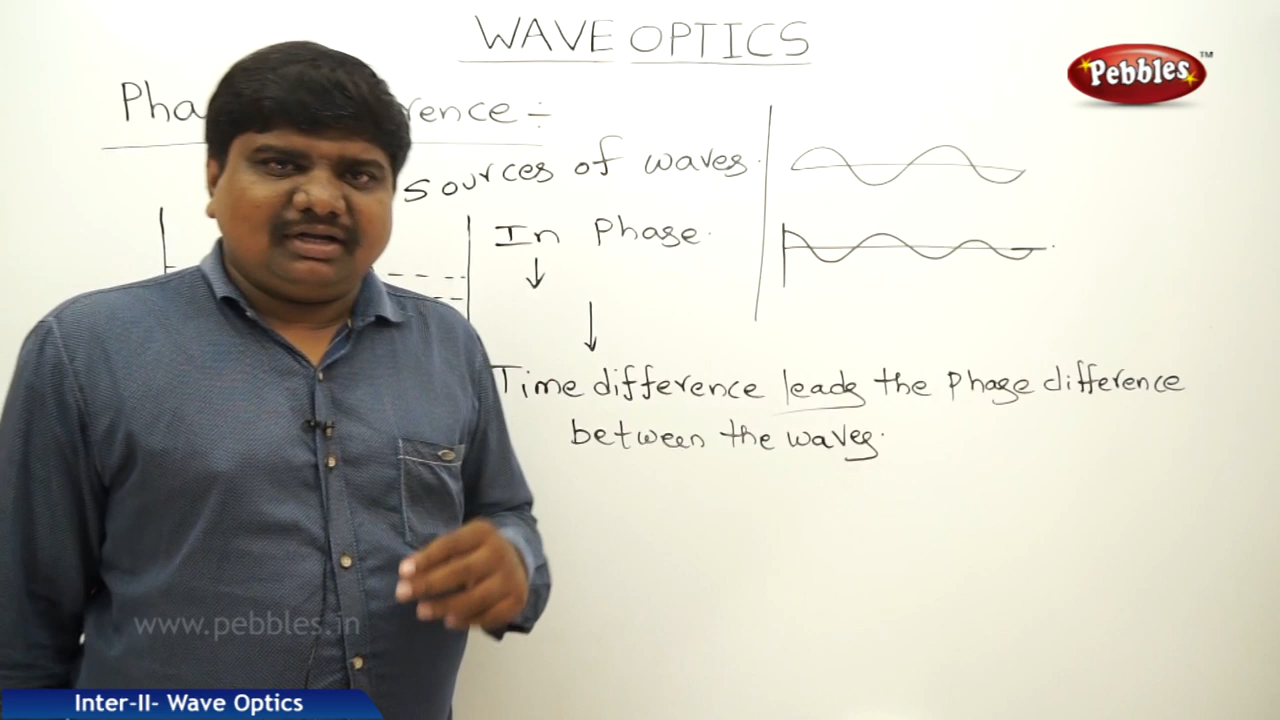 WAVE OPTICS
Pebbles™
Pha rence :-
sources of waves.
In Phase.
Time difference leads the phase difference
between the waves.
www.pebbles.in
Inter-II- Wave Optics